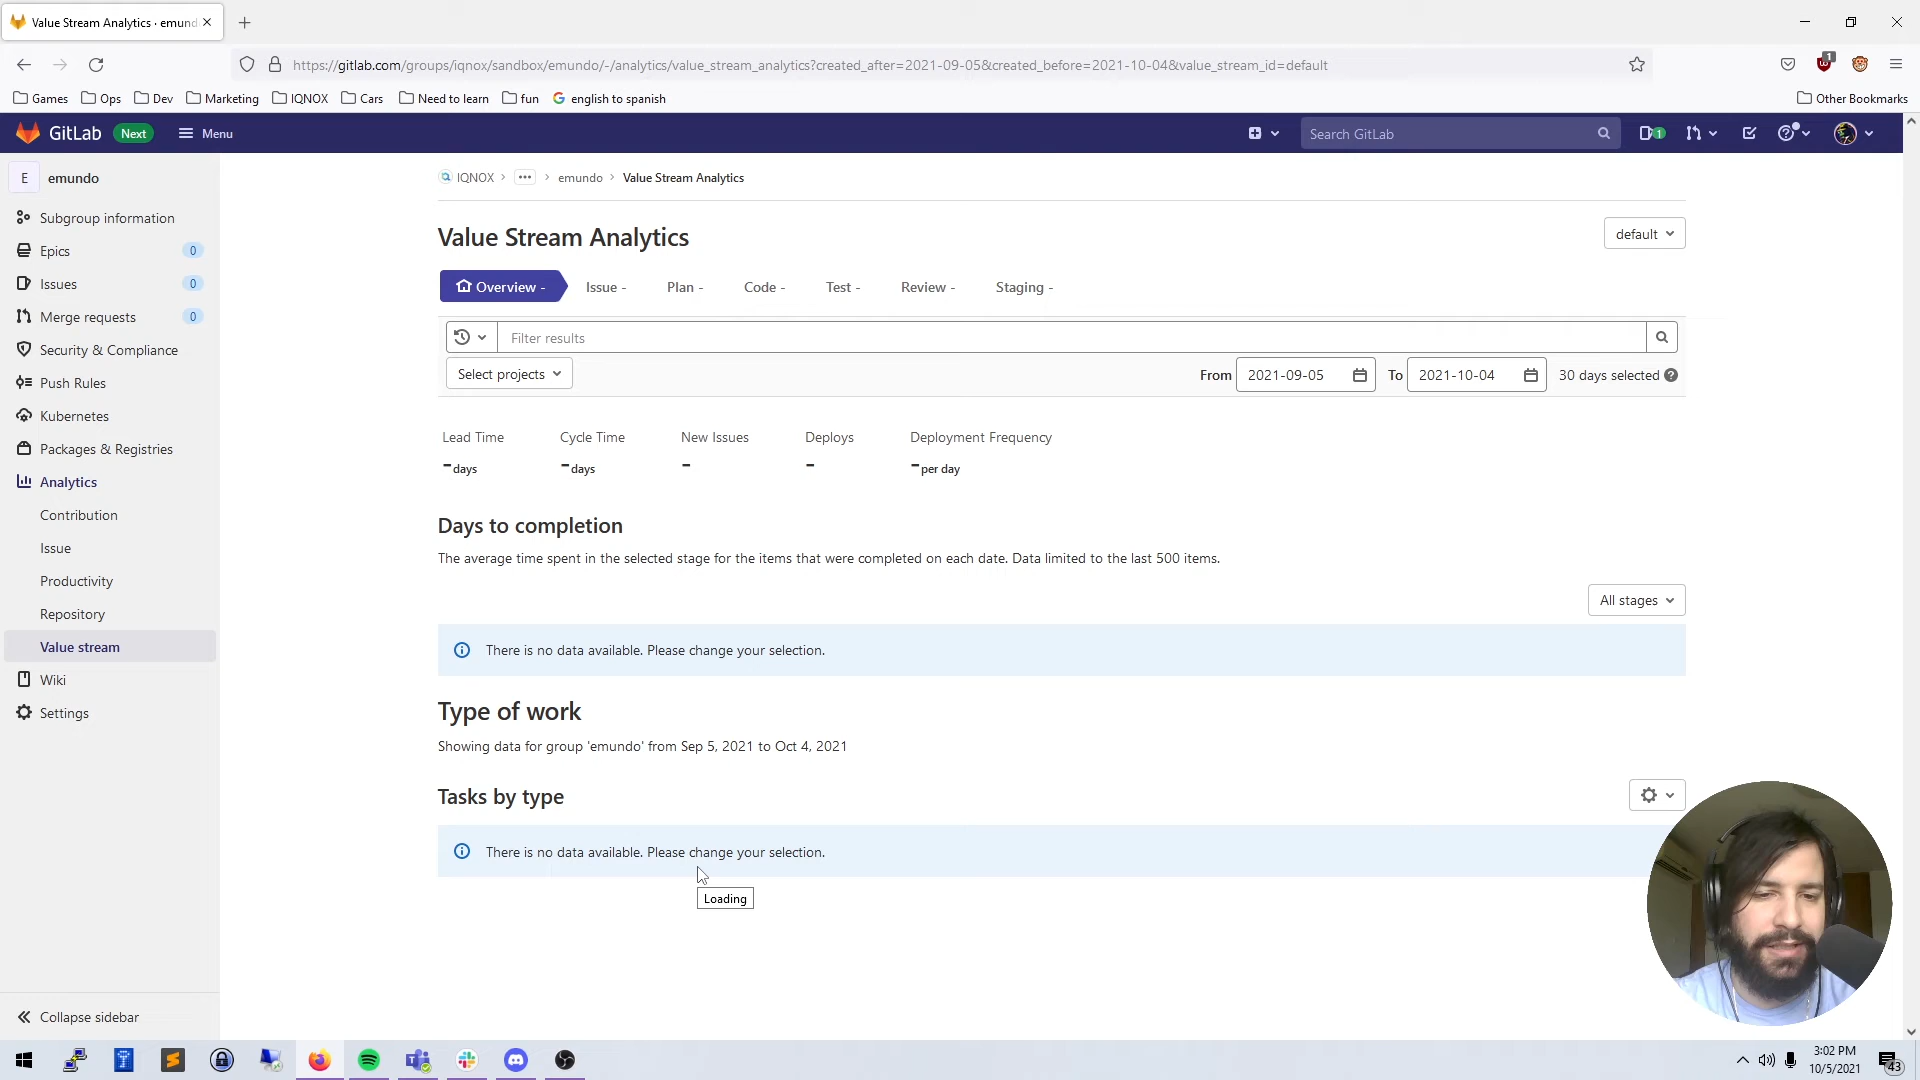 Value Stream Analytics · emund
https://gitlab.com/groups/iqnox/sandbox/emundo/-/analytics/value_stream_analytics?created_after=2021-09-05&created_before=2021-10-04&value_stream_id=default
1
Games Ops Dev Marketing IQNOX Cars Need to learn fun english to spanish Other Bookmarks
GitLab Next Menu Search GitLab 1
E emundo
Subgroup information
Epics 0
Issues 0
Merge requests 0
Security & Compliance
Push Rules
Kubernetes
Packages & Registries
Analytics
Contribution
Issue
Productivity
Repository
Value stream
Wiki
Settings
Collapse sidebar
IQNOX > ••• > emundo > Value Stream Analytics
Value Stream Analytics default
Overview - Issue - Plan - Code - Test - Review - Staging -
Filter results
Select projects From 2021-09-05 To 2021-10-04 30 days selected
Lead Time Cycle Time New Issues Deploys Deployment Frequency
- days - days - - - per day
Days to completion
The average time spent in the selected stage for the items that were completed on each date. Data limited to the last 500 items.
All stages
There is no data available. Please change your selection.
Type of work
Showing data for group 'emundo' from Sep 5, 2021 to Oct 4, 2021
Tasks by type
There is no data available. Please change your selection.
Loading
3:02 PM
10/5/2021
43